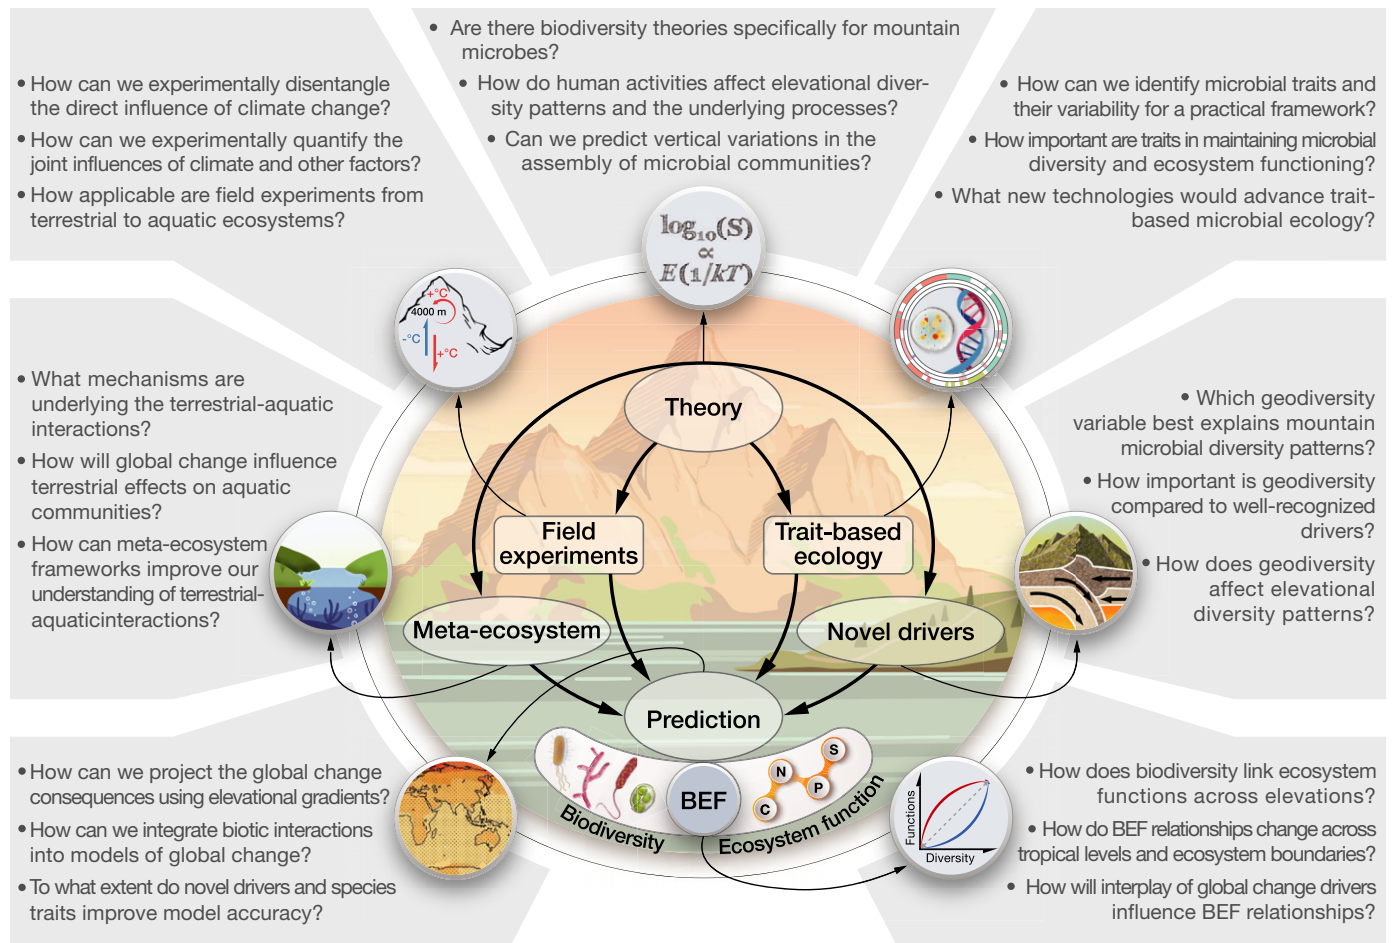 • Are there biodiversity theories specifically for mountain
microbes?
• How do human activities affect elevational diver-
sity patterns and the underlying processes?
• Can we predict vertical variations in the
assembly of microbial communities?
• How can we experimentally disentangle
the direct influence of climate change?
• How can we experimentally quantify the
joint influences of climate and other factors?
• How applicable are field experiments from
terrestrial to aquatic ecosystems?
• How can we identify microbial traits and
their variability for a practical framework?
• How important are traits in maintaining microbial
diversity and ecosystem functioning?
• What new technologies would advance trait-
based microbial ecology?
log₁₀(S)
∝
E(1/kT)
+°C
4000 m
-°C
+°C
• What mechanisms are
underlying the terrestrial-aquatic
interactions?
• How will global change influence
terrestrial effects on aquatic
communities?
• How can meta-ecosystem
frameworks improve our
understanding of terrestrial-
aquaticinteractions?
• Which geodiversity
variable best explains mountain
microbial diversity patterns?
• How important is geodiversity
compared to well-recognized
drivers?
• How does geodiversity
affect elevational
diversity patterns?
Theory
Field
experiments
Trait-based
ecology
Meta-ecosystem
Novel drivers
Prediction
BEF
Biodiversity
Ecosystem function
C
N
P
S
Functions
Diversity
• How can we project the global change
consequences using elevational gradients?
• How can we integrate biotic interactions
into models of global change?
• To what extent do novel drivers and species
traits improve model accuracy?
• How does biodiversity link ecosystem
functions across elevations?
• How do BEF relationships change across
tropical levels and ecosystem boundaries?
• How will interplay of global change drivers
influence BEF relationships?